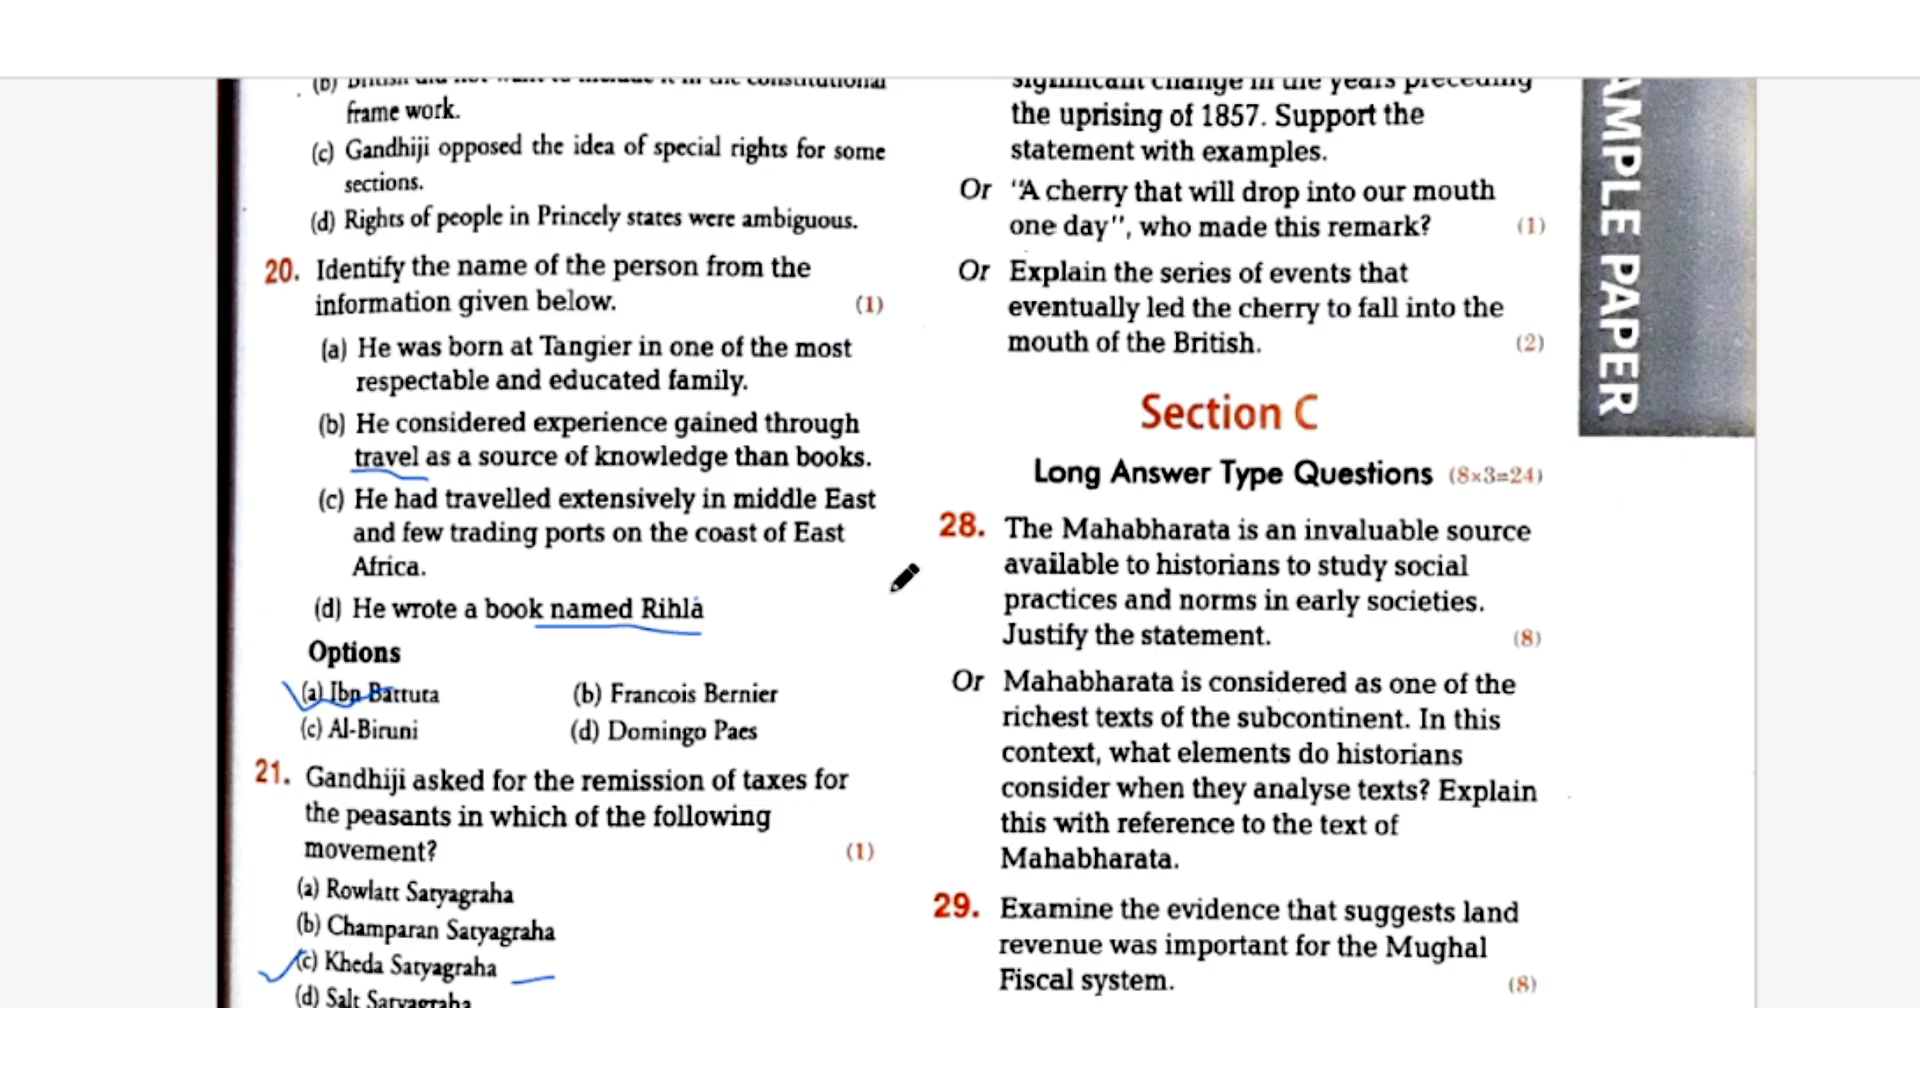 (b) British did not want to include it in the constitutional
frame work.
(c) Gandhiji opposed the idea of special rights for some
sections.
(d) Rights of people in Princely states were ambiguous.
20. Identify the name of the person from the
information given below. (1)
(a) He was born at Tangier in one of the most
respectable and educated family.
(b) He considered experience gained through
travel as a source of knowledge than books.
(c) He had travelled extensively in middle East
and few trading ports on the coast of East
Africa.
(d) He wrote a book named Rihla
Options
(a) Ibn Battuta (b) Francois Bernier
(c) Al-Biruni (d) Domingo Paes
21. Gandhiji asked for the remission of taxes for
the peasants in which of the following
movement? (1)
(a) Rowlatt Satyagraha
(b) Champaran Satyagraha
(c) Kheda Satyagraha
(d) Salt Satyagraha
significant change in the years preceding
the uprising of 1857. Support the
statement with examples.
Or "A cherry that will drop into our mouth
one day", who made this remark? (1)
Or Explain the series of events that
eventually led the cherry to fall into the
mouth of the British. (2)
Section C
Long Answer Type Questions (8×3=24)
28. The Mahabharata is an invaluable source
available to historians to study social
practices and norms in early societies.
Justify the statement. (8)
Or Mahabharata is considered as one of the
richest texts of the subcontinent. In this
context, what elements do historians
consider when they analyse texts? Explain
this with reference to the text of
Mahabharata.
29. Examine the evidence that suggests land
revenue was important for the Mughal
Fiscal system. (8)
AMPLE PAPER